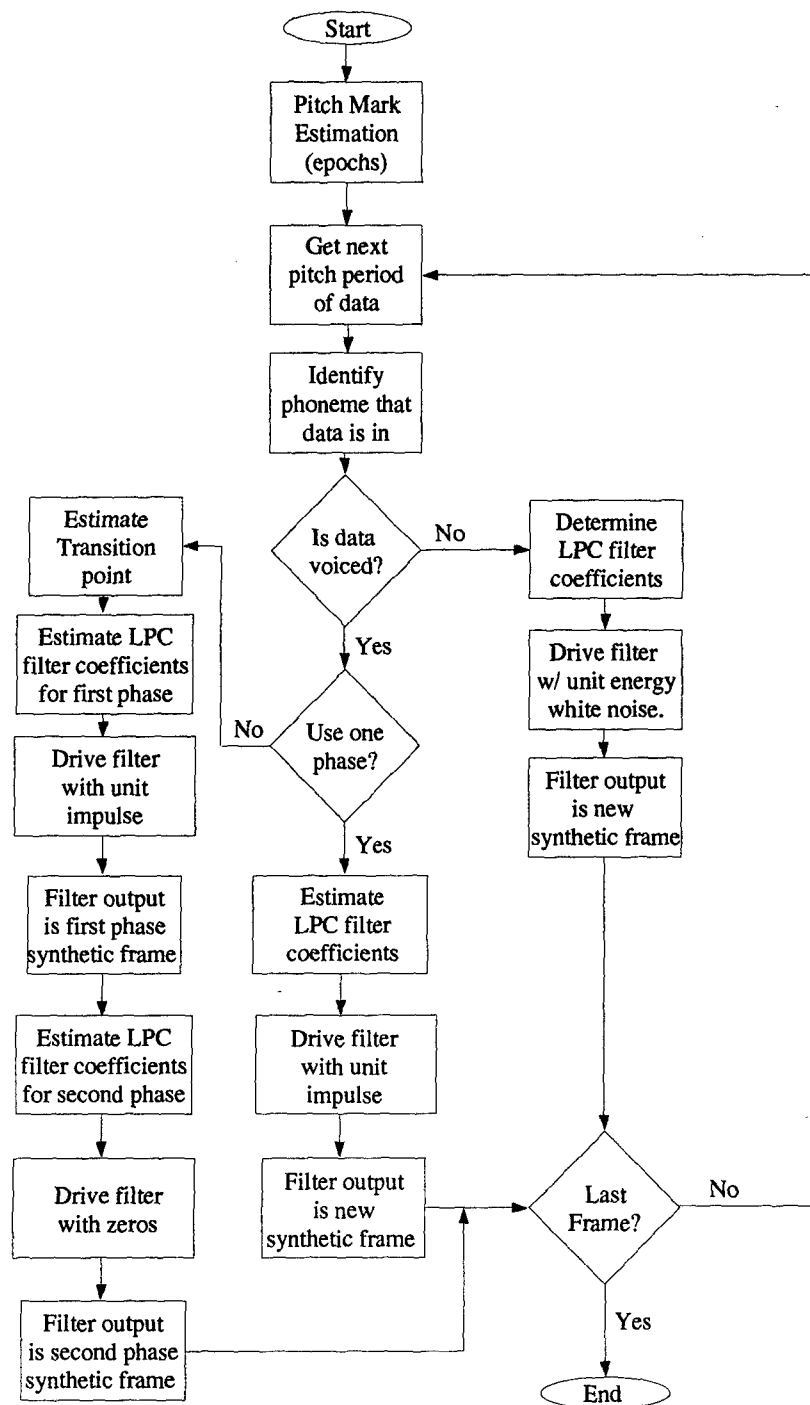 Start
Pitch Mark
Estimation
(epochs)
Get next
pitch period
of data
Identify
phoneme that
data is in
Is data
voiced?
No
Yes
Determine
LPC filter
coefficients
Drive filter
w/ unit energy
white noise.
Filter output
is new
synthetic frame
Use one
phase?
No
Yes
Estimate
Transition
point
Estimate LPC
filter coefficients
for first phase
Drive filter
with unit
impulse
Filter output
is first phase
synthetic frame
Estimate LPC
filter coefficients
for second phase
Drive filter
with zeros
Filter output
is second phase
synthetic frame
Estimate
LPC filter
coefficients
Drive filter
with unit
impulse
Filter output
is new
synthetic frame
Last
Frame?
No
Yes
End